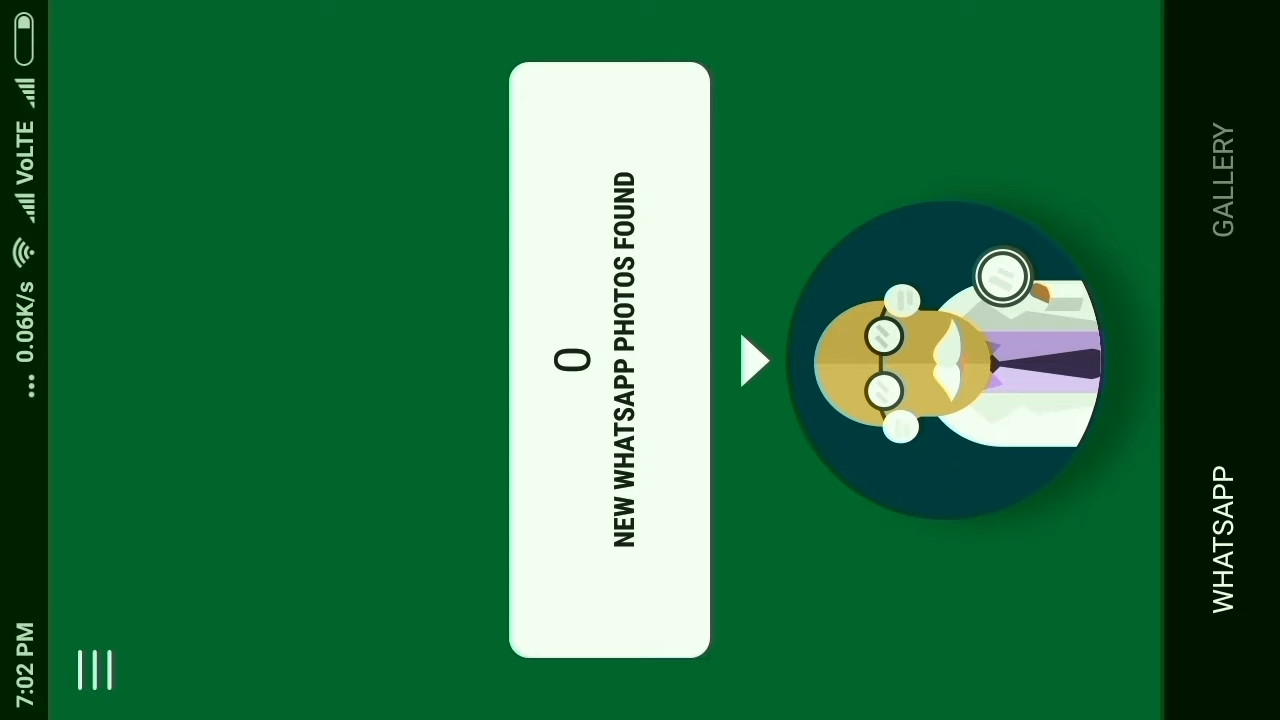 7:02 PM ... 0.06K/s VoLTE
0
NEW WHATSAPP PHOTOS FOUND
WHATSAPP GALLERY